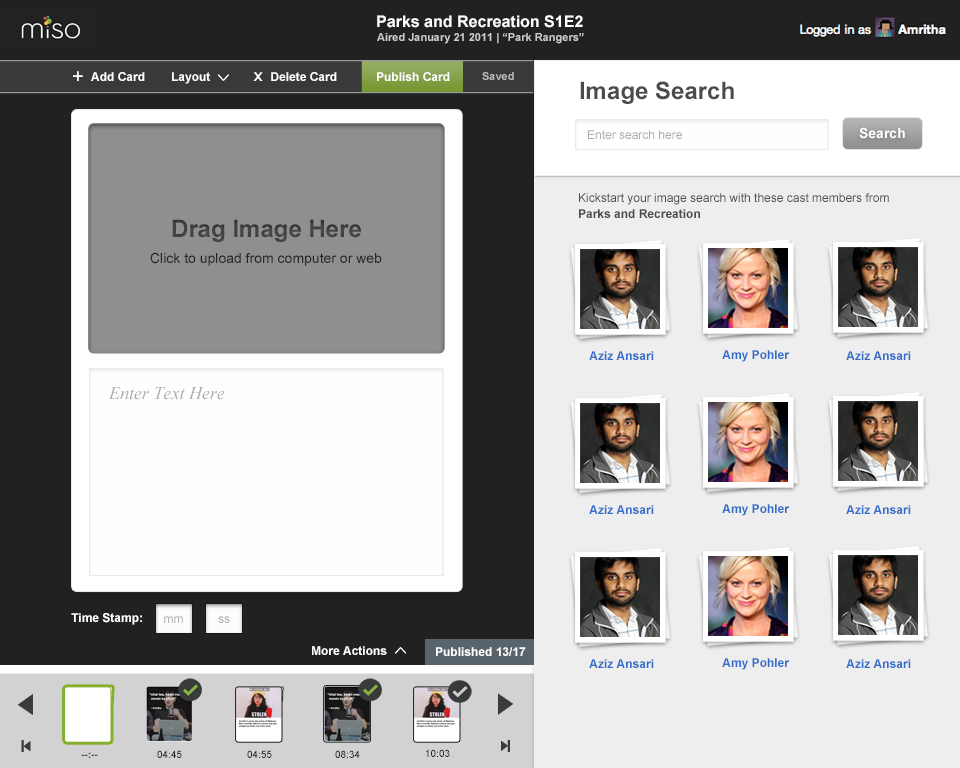 miso
Parks and Recreation S1E2
Aired January 21 2011 | “Park Rangers”
Logged in as Amritha
+ Add Card
Layout
X Delete Card
Publish Card
Saved
Drag Image Here
Click to upload from computer or web
Enter Text Here
Time Stamp:
mm
ss
More Actions
Published 13/17
STOLEN
STOLEN
--:--
04:45
04:55
08:34
10:03
Image Search
Enter search here
Search
Kickstart your image search with these cast members from
Parks and Recreation
Aziz Ansari
Amy Pohler
Aziz Ansari
Aziz Ansari
Amy Pohler
Aziz Ansari
Aziz Ansari
Amy Pohler
Aziz Ansari